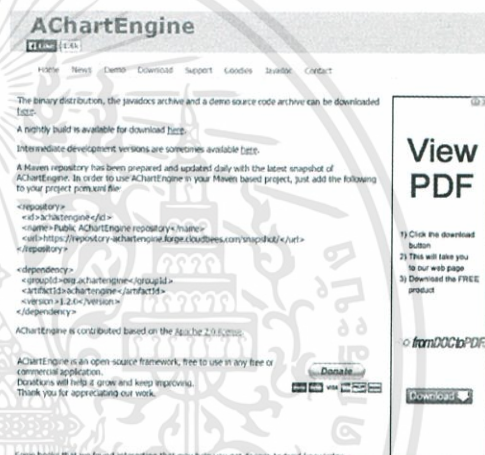 AChartEngine
Like 1.6k
Home News Demo Download Support Goodies Javadoc Contact
The binary distribution, the javadocs archive and a demo source code archive can be downloaded
here.
A nightly build is available for download here.
Intermediate development versions are sometimes available here.
A Maven repository has been prepared and updated daily with the latest snapshot of
AChartEngine. In order to use AChartEngine in your Maven based project, just add the following
to your project pom.xml file:
<repository>
<id>achartengine</id>
<name>Public AChartEngine repository</name>
<url>https://repository-achartengine.forge.cloudbees.com/snapshot/</url>
</repository>
<dependency>
<groupId>org.achartengine</groupId>
<artifactId>achartengine</artifactId>
<version>1.2.0</version>
</dependency>
AChartEngine is contributed based on the Apache 2.0 license.
AChartEngine is an open-source framework, free to use in any free or
commercial application.
Donations will help it grow and keep improving.
Thank you for appreciating our work.
Donate
VISA
View
PDF
1) Click the download
button
2) This will take you
to our web page
3) Download the FREE
product
fromDOCtoPDF
Download